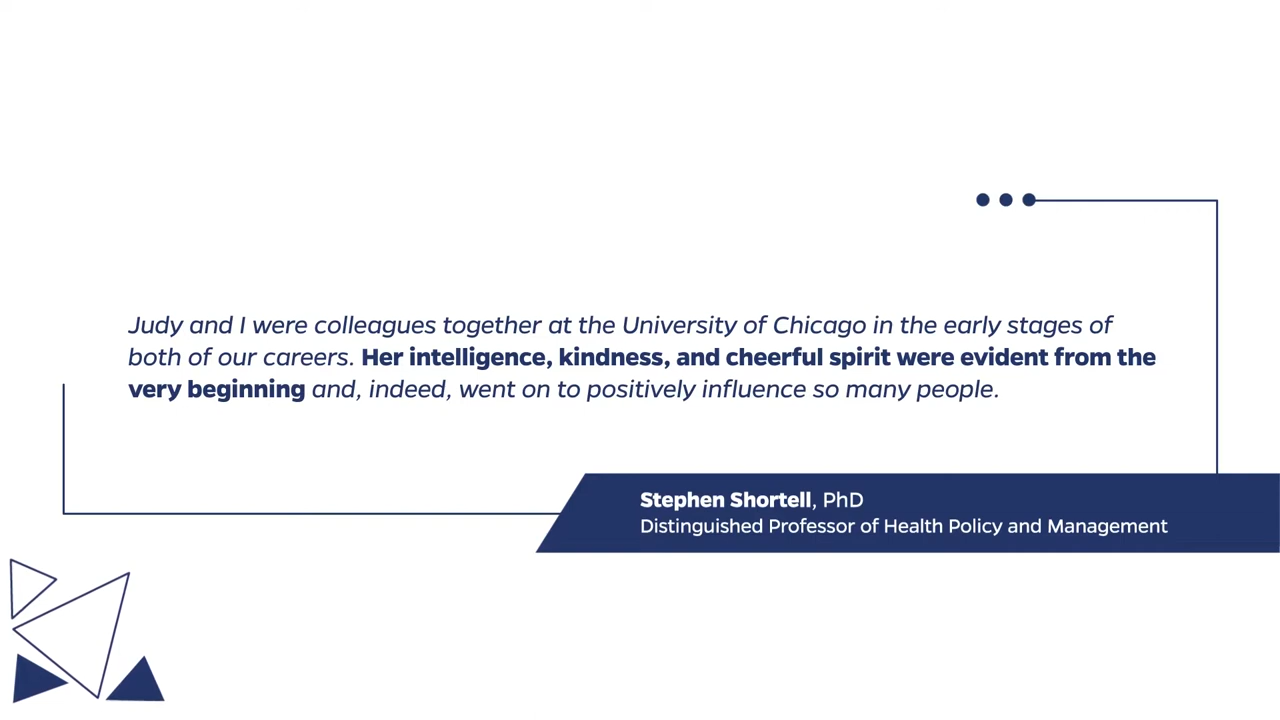 Judy and I were colleagues together at the University of Chicago in the early stages of
both of our careers. Her intelligence, kindness, and cheerful spirit were evident from the
very beginning and, indeed, went on to positively influence so many people.
Stephen Shortell, PhD
Distinguished Professor of Health Policy and Management